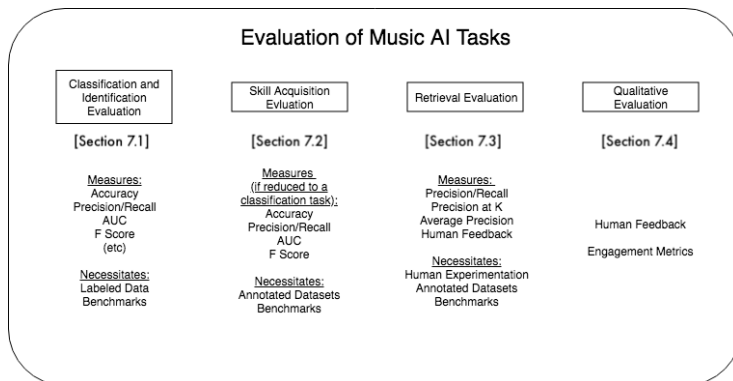 Evaluation of Music AI Tasks
Classification and
Identification
Evaluation
[Section 7.1]
Measures:
Accuracy
Precision/Recall
AUC
F Score
(etc)
Necessitates:
Labeled Data
Benchmarks
Skill Acquisition
Evluation
[Section 7.2]
Measures
(if reduced to a
classification task):
Accuracy
Precision/Recall
AUC
F Score
Necessitates:
Annotated Datasets
Benchmarks
Retrieval Evaluation
[Section 7.3]
Measures:
Precision/Recall
Precision at K
Average Precision
Human Feedback
Necessitates:
Human Experimentation
Annotated Datasets
Benchmarks
Qualitative
Evaluation
[Section 7.4]
Human Feedback
Engagement Metrics